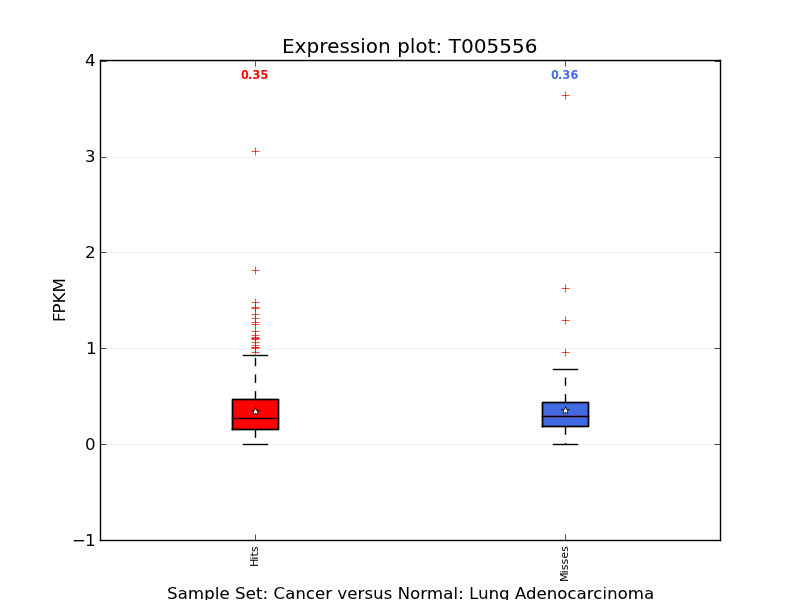 Expression plot: T005556
0.35
0.36
4
3
2
1
0
−1
FPKM
Hits
Misses
Sample Set: Cancer versus Normal: Lung Adenocarcinoma